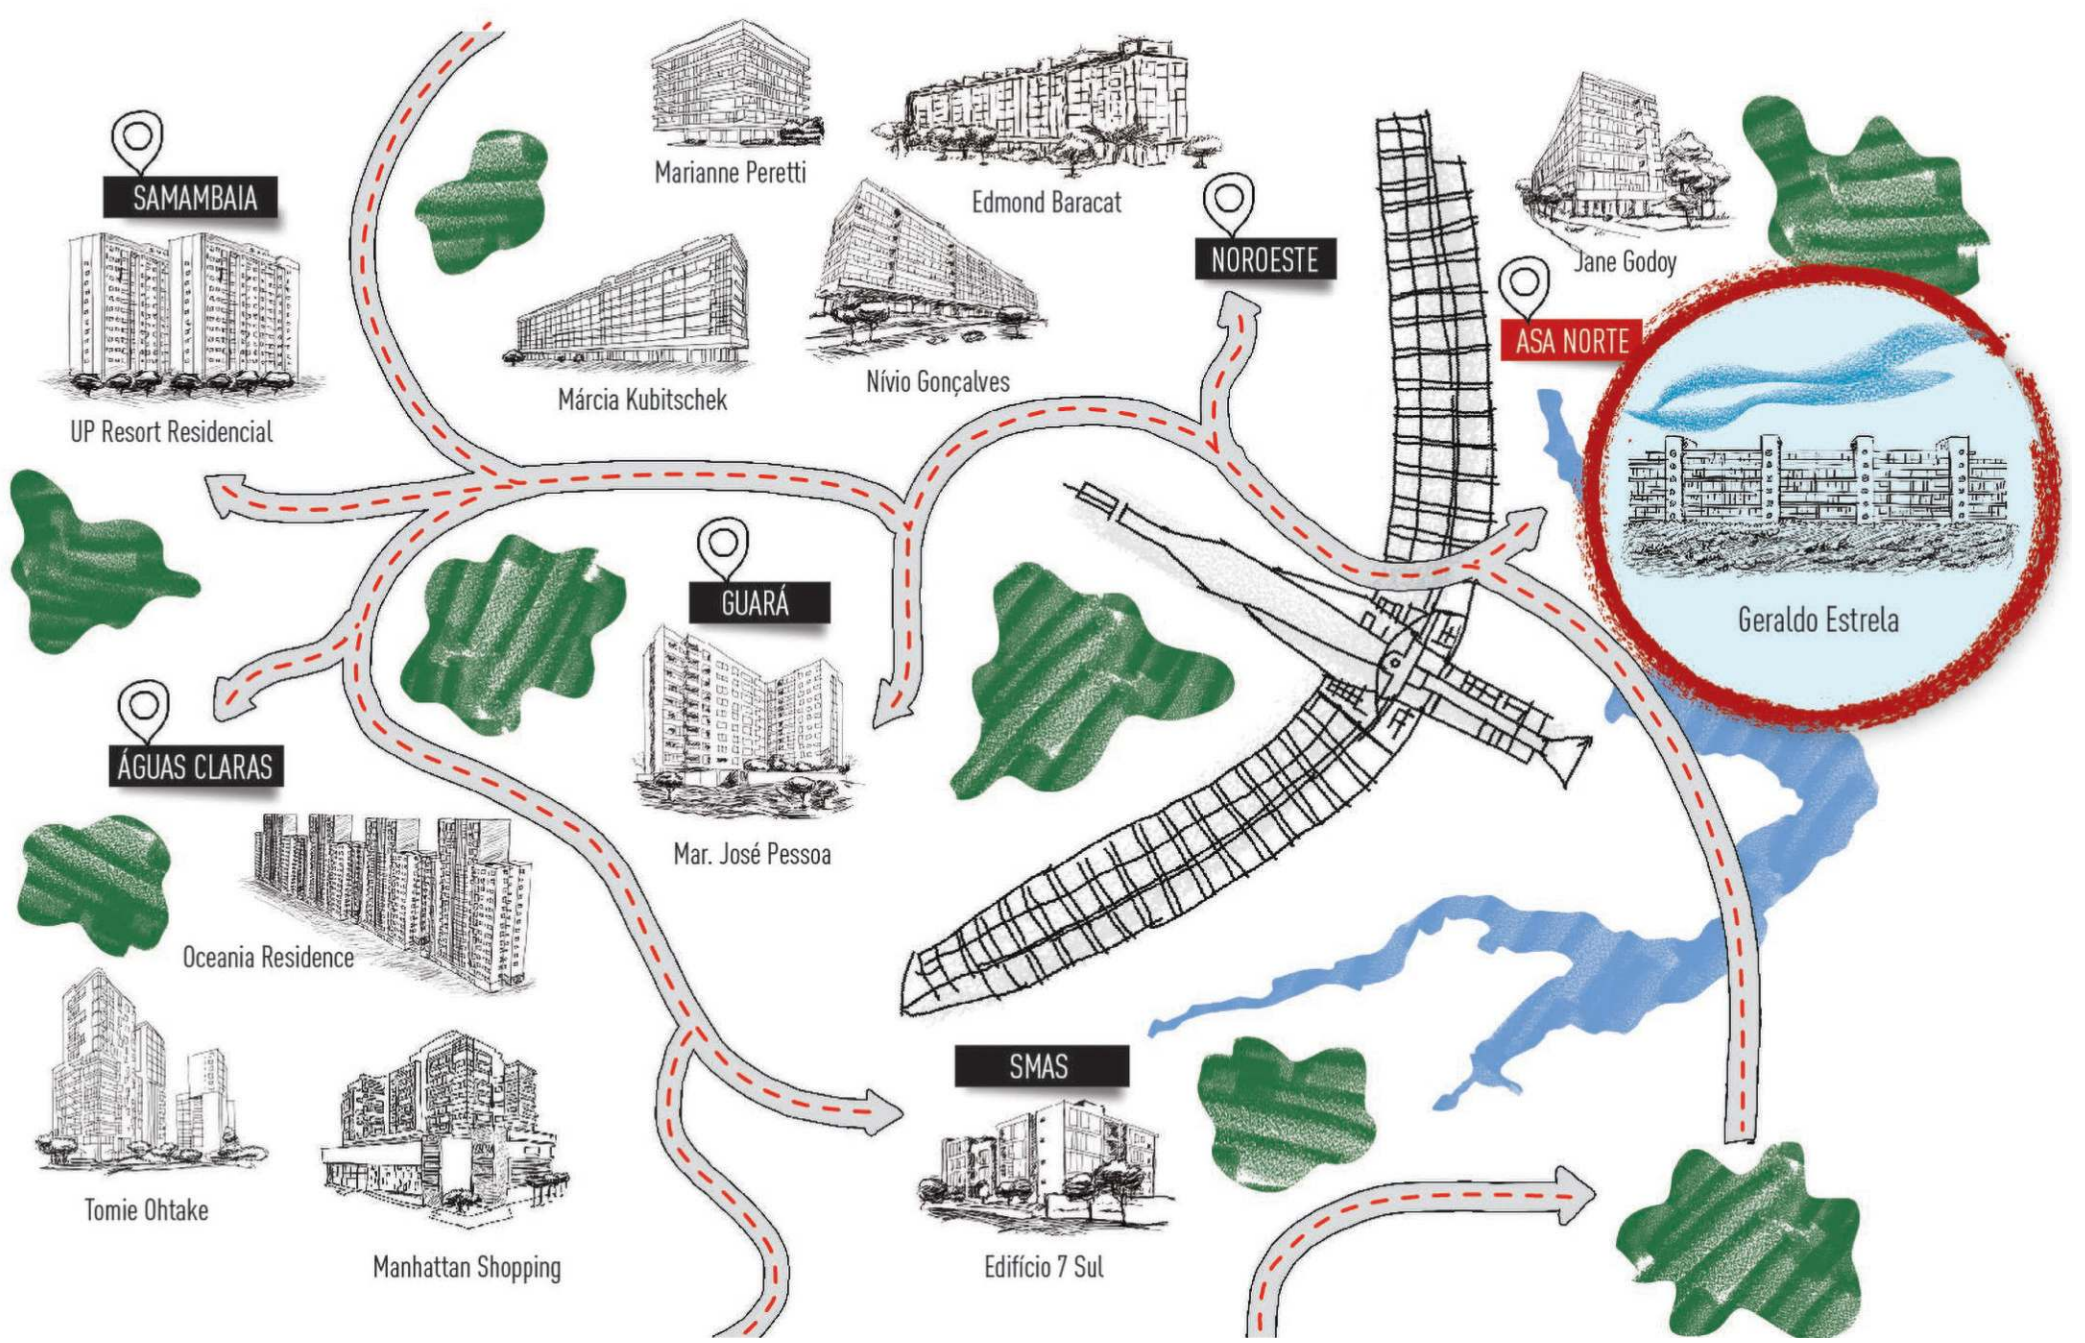 SAMAMBAIA
UP Resort Residencial
Marianne Peretti
Edmond Baracat
Márcia Kubitschek
Nívio Gonçalves
NOROESTE
Jane Godoy
ASA NORTE
Geraldo Estrela
GUARÁ
Mar. José Pessoa
ÁGUAS CLARAS
Oceania Residence
Tomie Ohtake
Manhattan Shopping
SMAS
Edifício 7 Sul